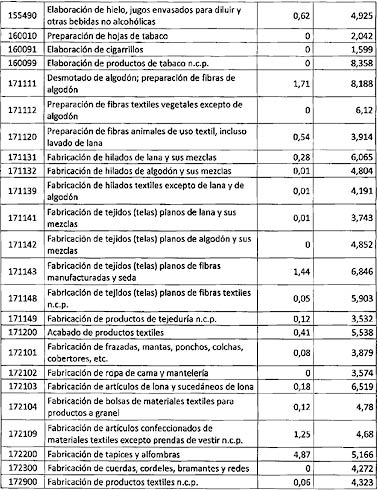 155490 Elaboración de hielo, jugos envasados para diluir y 0,62 4,925
otras bebidas no alcohólicas
160010 Preparación de hojas de tabaco 0 2,042
160091 Elaboración de cigarrillos 0 1,599
160099 Elaboración de productos de tabaco n.c.p. 0 8,358
171111 Desmotado de algodón; preparación de fibras de 1,71 8,188
algodón
171112 Preparación de fibras textiles vegetales excepto de 0 6,12
algodón
171120 Preparación de fibras animales de uso textil, incluso 0,54 3,914
lavado de lana
171131 Fabricación de hilados de lana y sus mezclas 0,28 6,065
171132 Fabricación de hilados de algodón y sus mezclas 0,01 4,804
171139 Fabricación de hilados textiles excepto de lana y de 0,01 4,191
algodón
171141 Fabricación de tejidos (telas) planos de lana y sus 0,01 3,743
mezclas
171142 Fabricación de tejidos (telas) planos de algodón y sus 0 4,852
mezclas
171143 Fabricación de tejidos (telas) planos de fibras 1,44 6,846
manufacturadas y seda
171148 Fabricación de tejidos (telas) planos de fibras textiles 0,05 5,903
n.c.p.
171149 Fabricación de productos de tejeduría n.c.p. 0,12 3,532
171200 Acabado de productos textiles 0,41 5,538
172101 Fabricación de frazadas, mantas, ponchos, colchas, 0,08 3,879
cobertores, etc.
172102 Fabricación de ropa de cama y mantelería 0 3,574
172103 Fabricación de artículos de lona y sucedáneos de lona 0,18 6,519
172104 Fabricación de bolsas de materiales textiles para 0,12 4,78
productos a granel
172109 Fabricación de artículos confeccionados de 1,25 4,68
materiales textiles excepto prendas de vestir n.c.p.
172200 Fabricación de tapices y alfombras 4,87 5,166
172300 Fabricación de cuerdas, cordeles, bramantes y redes 0 4,272
172900 Fabricación de productos textiles n.c.p. 0,06 4,323